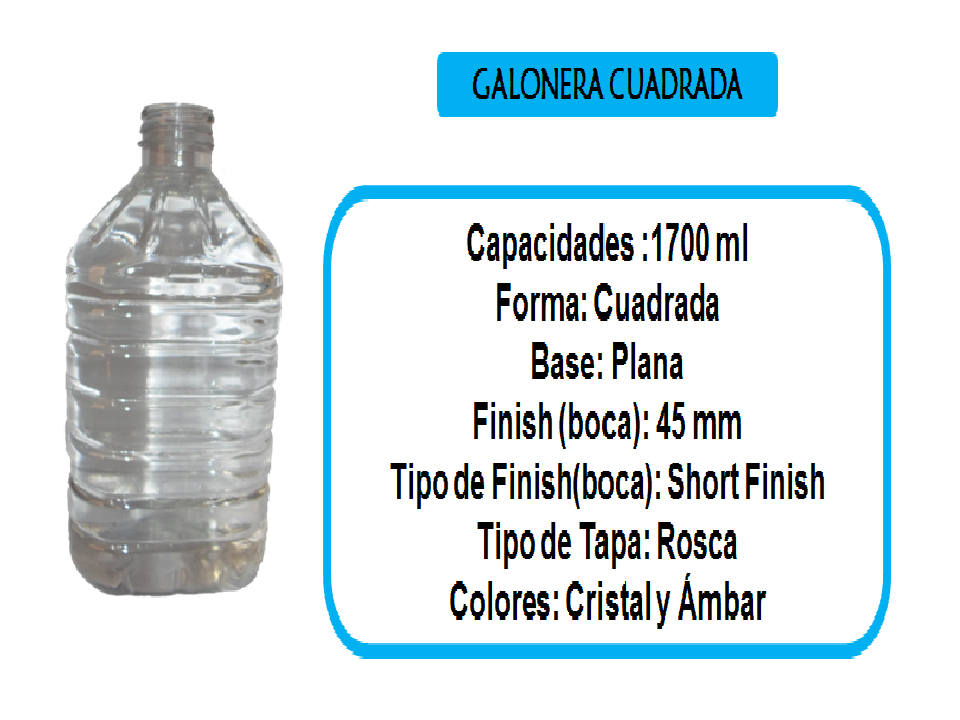 GALONERA CUADRADA
Capacidades :1700 ml
Forma: Cuadrada
Base: Plana
Finish (boca): 45 mm
Tipo de Finish(boca): Short Finish
Tipo de Tapa: Rosca
Colores: Cristal y Ámbar